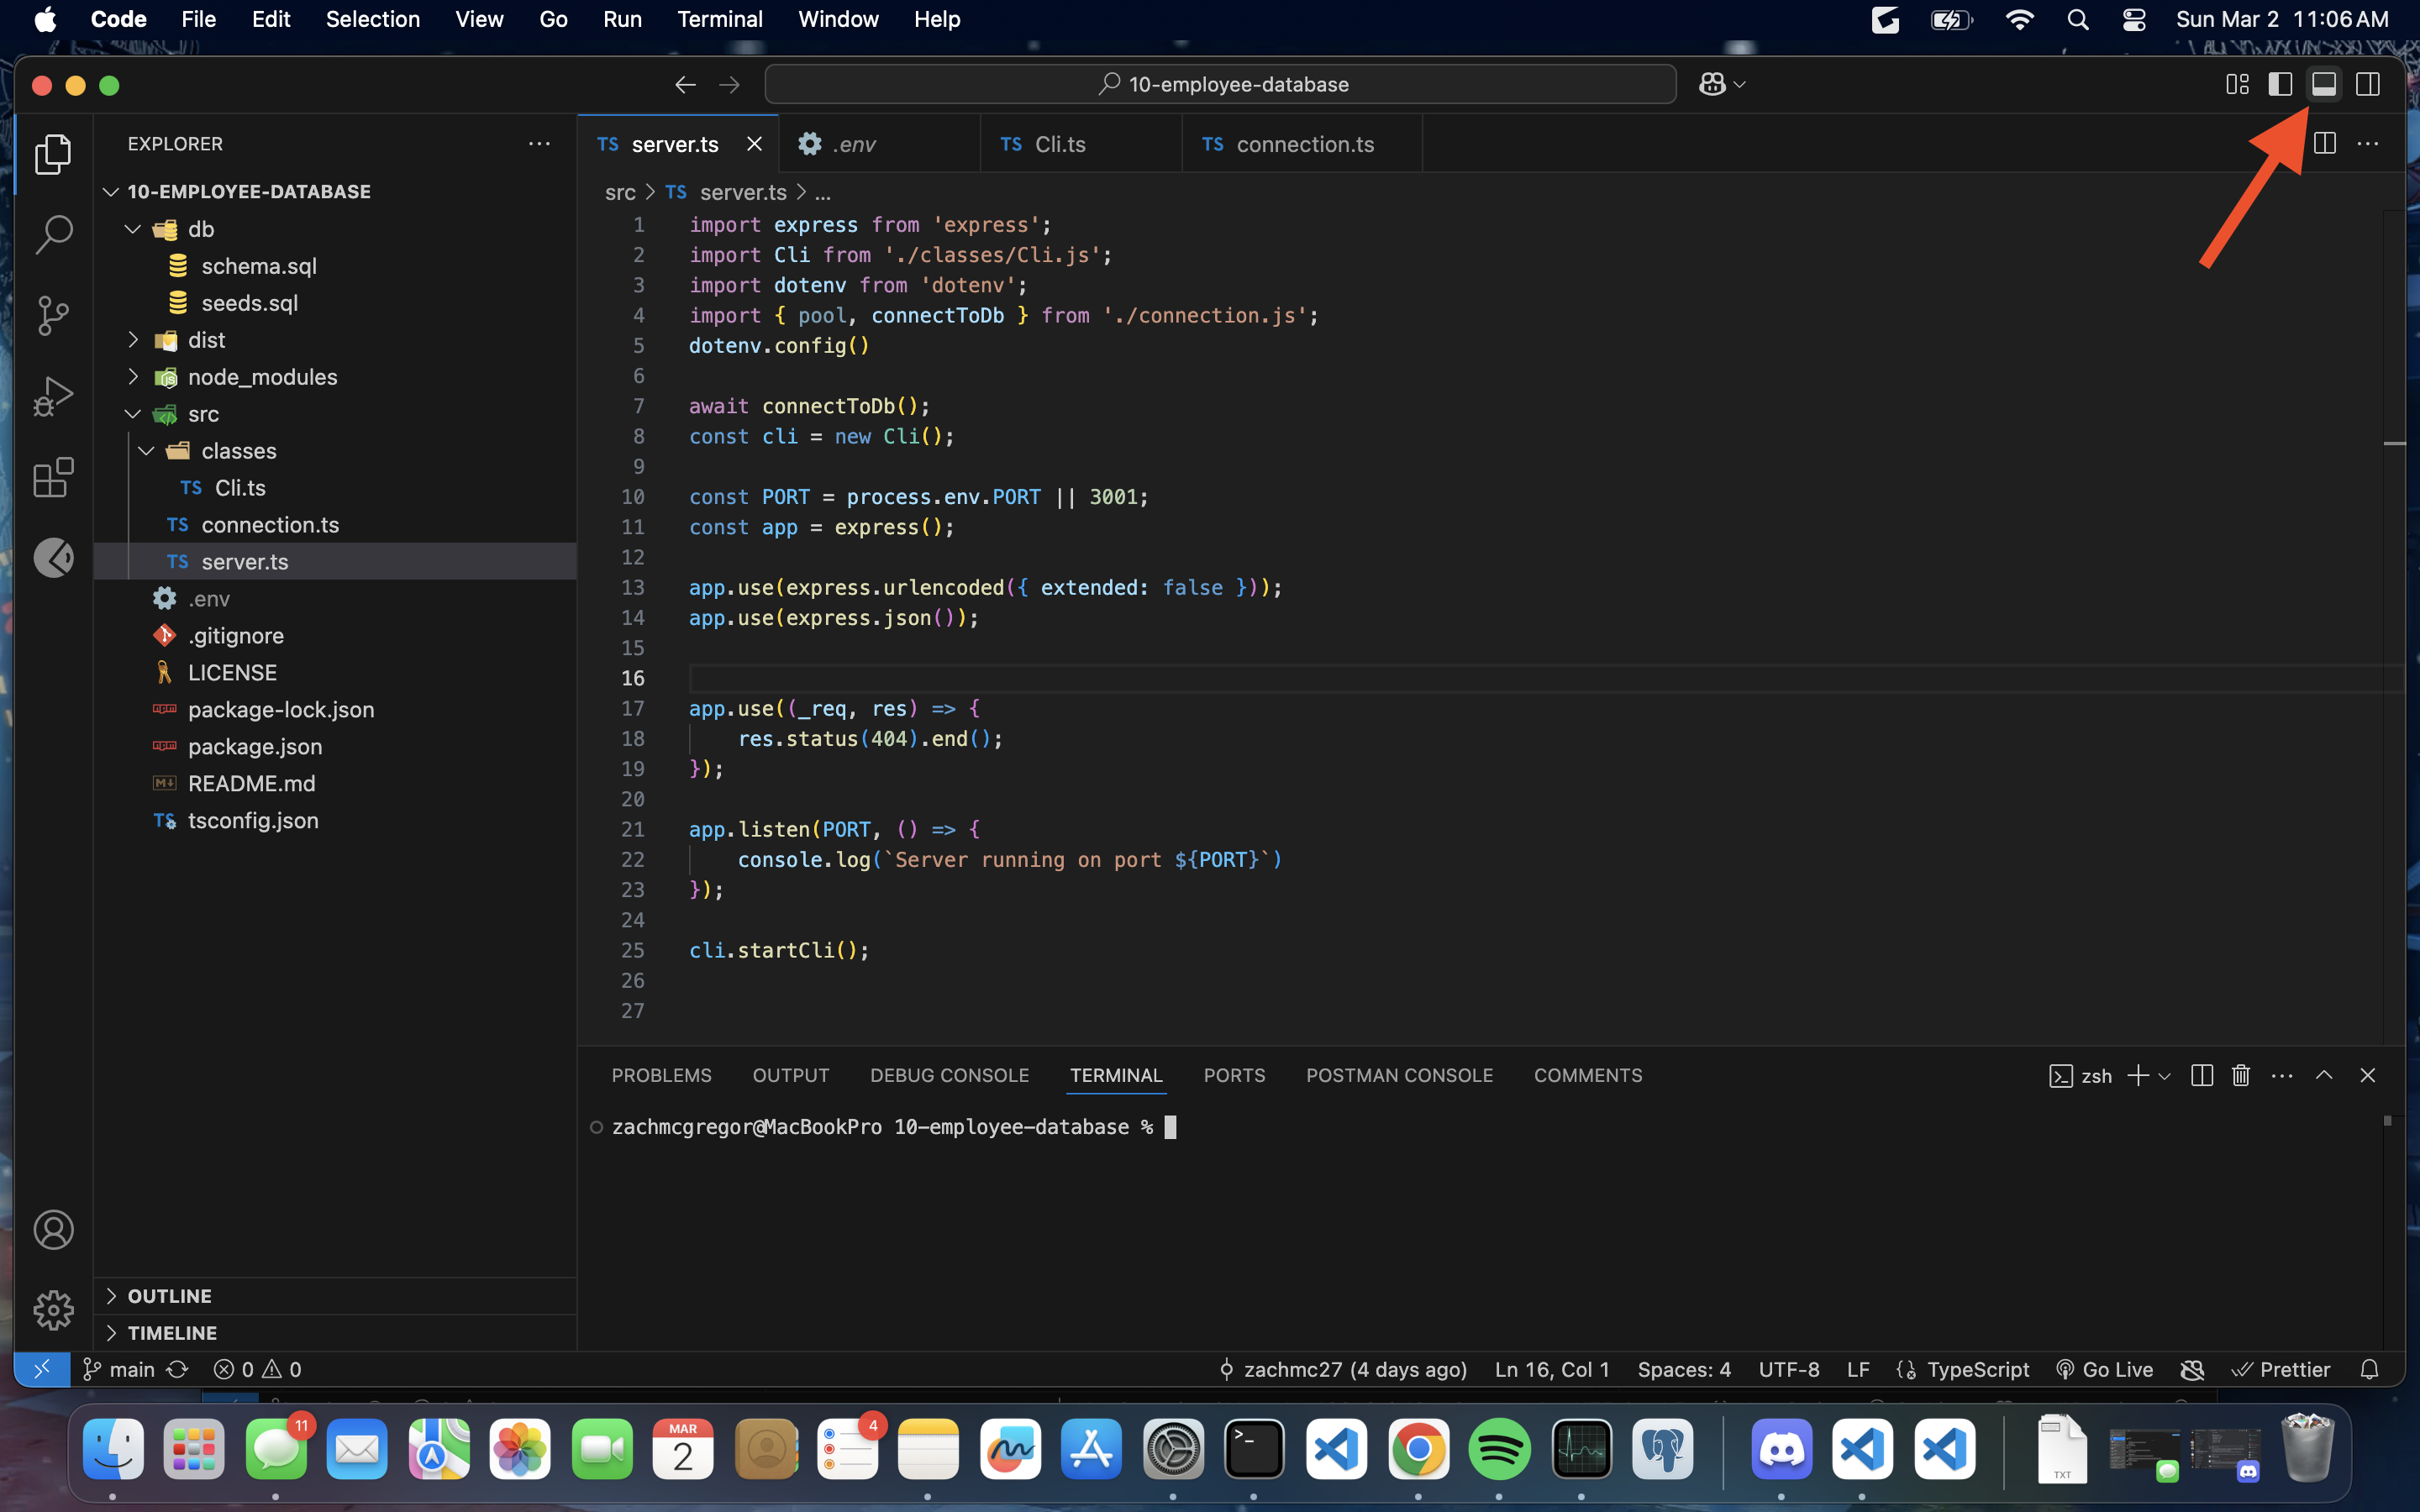 Code File Edit Selection View Go Run Terminal Window Help Sun Mar 2 11:06 AM
10-employee-database
EXPLORER
TS server.ts .env TS Cli.ts TS connection.ts
10-EMPLOYEE-DATABASE
src > TS server.ts > ...
db
schema.sql
seeds.sql
dist
node_modules
src
classes
TS Cli.ts
TS connection.ts
TS server.ts
.env
.gitignore
LICENSE
package-lock.json
package.json
README.md
TS tsconfig.json
OUTLINE
TIMELINE
1 import express from 'express';
2 import Cli from './classes/Cli.js';
3 import dotenv from 'dotenv';
4 import { pool, connectToDb } from './connection.js';
5 dotenv.config()
6
7 await connectToDb();
8 const cli = new Cli();
9
10 const PORT = process.env.PORT || 3001;
11 const app = express();
12
13 app.use(express.urlencoded({ extended: false }));
14 app.use(express.json());
15
16
17 app.use((_req, res) => {
18 res.status(404).end();
19 });
20
21 app.listen(PORT, () => {
22 console.log(`Server running on port ${PORT}`)
23 });
24
25 cli.startCli();
26
27
PROBLEMS OUTPUT DEBUG CONSOLE TERMINAL PORTS POSTMAN CONSOLE COMMENTS zsh
zachmcgregor@MacBookPro 10-employee-database %
main 0 0 zachmc27 (4 days ago) Ln 16, Col 1 Spaces: 4 UTF-8 LF TypeScript Go Live Prettier
11 MAR 2 4 TXT